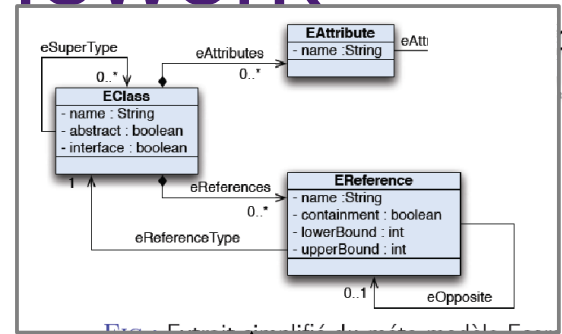 eSuperType
0..*
eAttributes
0..*
EAttribute
- name :String
EClass
- name : String
- abstract : boolean
- interface : boolean
1
eReferences
0..*
eReferenceType
EReference
- name :String
- containment : boolean
- lowerBound : int
- upperBound : int
0..1
eOpposite